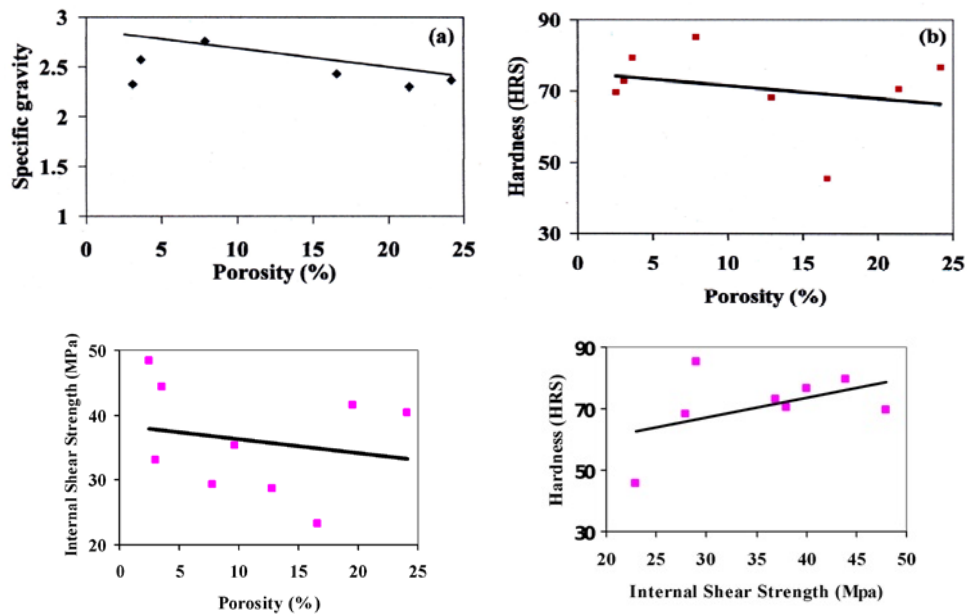 3
2.5
2
1.5
1
Specific gravity
(a)
0 5 10 15 20 25
Porosity (%)
90
70
50
30
Hardness (HRS)
(b)
0 5 10 15 20 25
Porosity (%)
50
40
30
20
Internal Shear Strength (MPa)
0 5 10 15 20 25
Porosity (%)
90
70
50
30
Hardness (HRS)
20 30 40 50
Internal Shear Strength (Mpa)